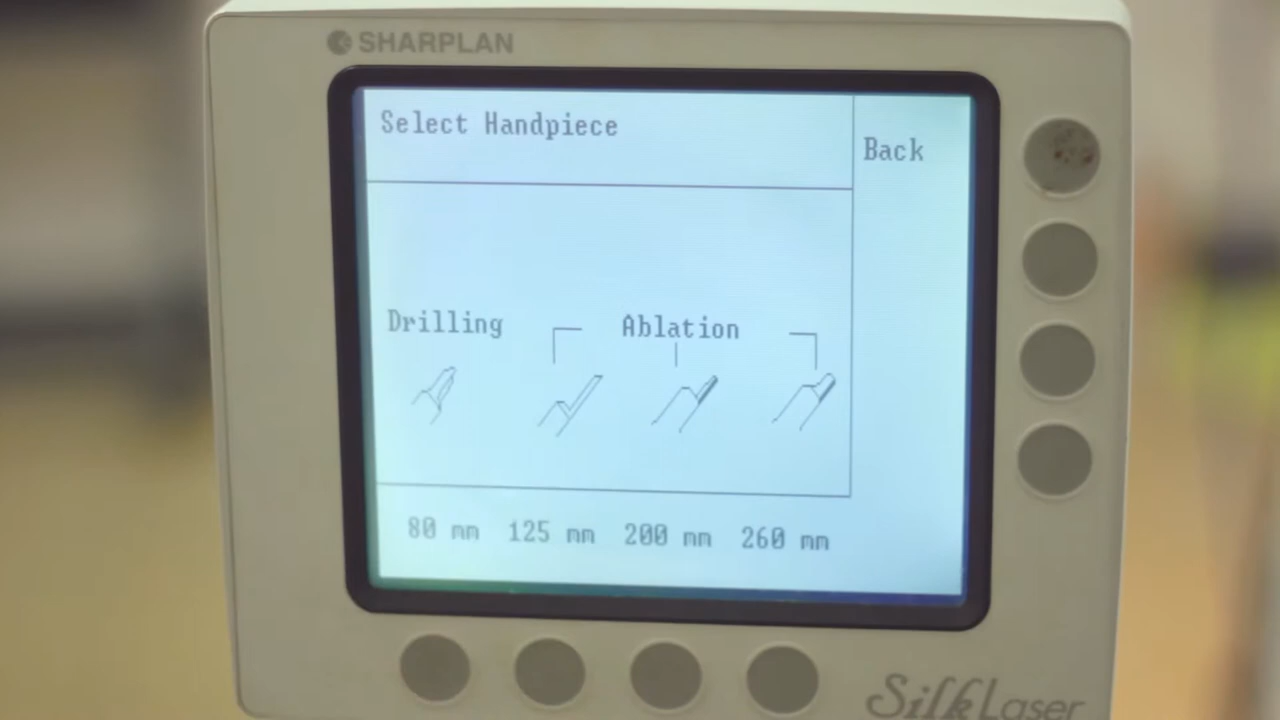 SHARPLAN
Select Handpiece
Back
Drilling
Ablation
80 mm 125 mm 200 mm 260 mm
SilkLaser